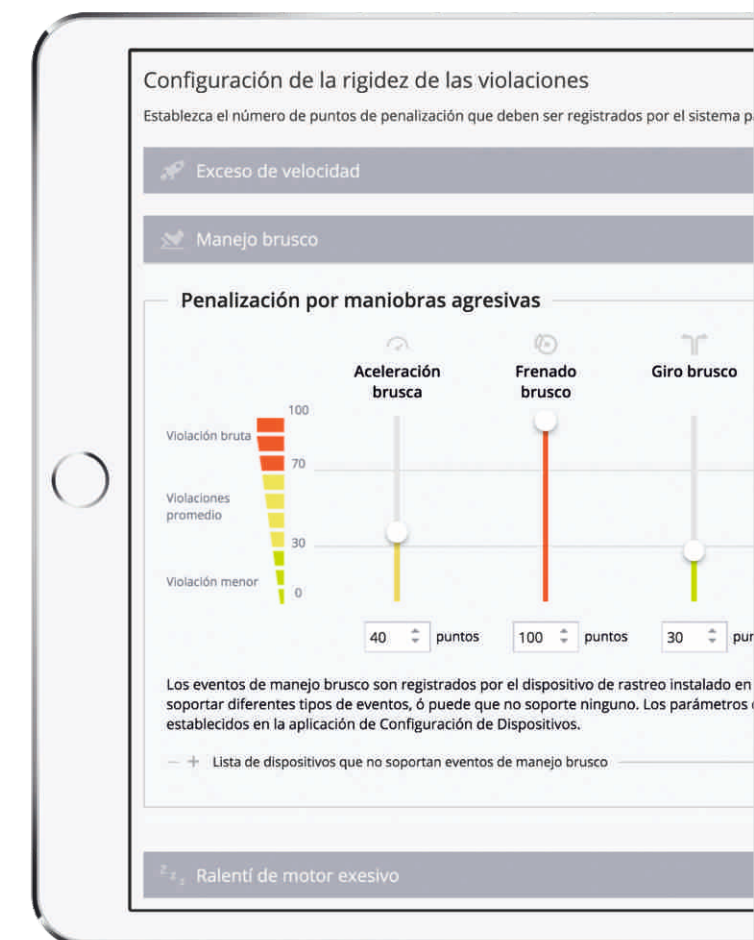 Configuración de la rigidez de las violaciones
Establezca el número de puntos de penalización que deben ser registrados por el sistema
Exceso de velocidad
Manejo brusco
Penalización por maniobras agresivas
Aceleración brusca
Frenado brusco
Giro brusco
100
Violación bruta
70
Violaciones promedio
30
Violación menor
0
40 puntos
100 puntos
30
Los eventos de manejo brusco son registrados por el dispositivo de rastreo instalado en
soportar diferentes tipos de eventos, ó puede que no soporte ninguno. Los parámetros
establecidos en la aplicación de Configuración de Dispositivos.
Lista de dispositivos que no soportan eventos de manejo brusco
zzz
Ralentí de motor exesivo